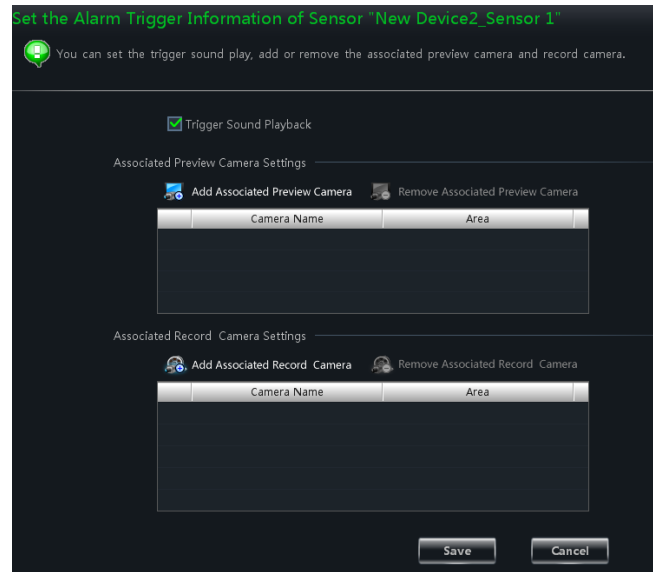 Set the Alarm Trigger Information of Sensor "New Device2_Sensor 1"
You can set the trigger sound play, add or remove the associated preview camera and record camera.
Trigger Sound Playback
Associated Preview Camera Settings
Add Associated Preview Camera Remove Associated Preview Camera
Camera Name Area
Associated Record Camera Settings
Add Associated Record Camera Remove Associated Record Camera
Camera Name Area
Save Cancel